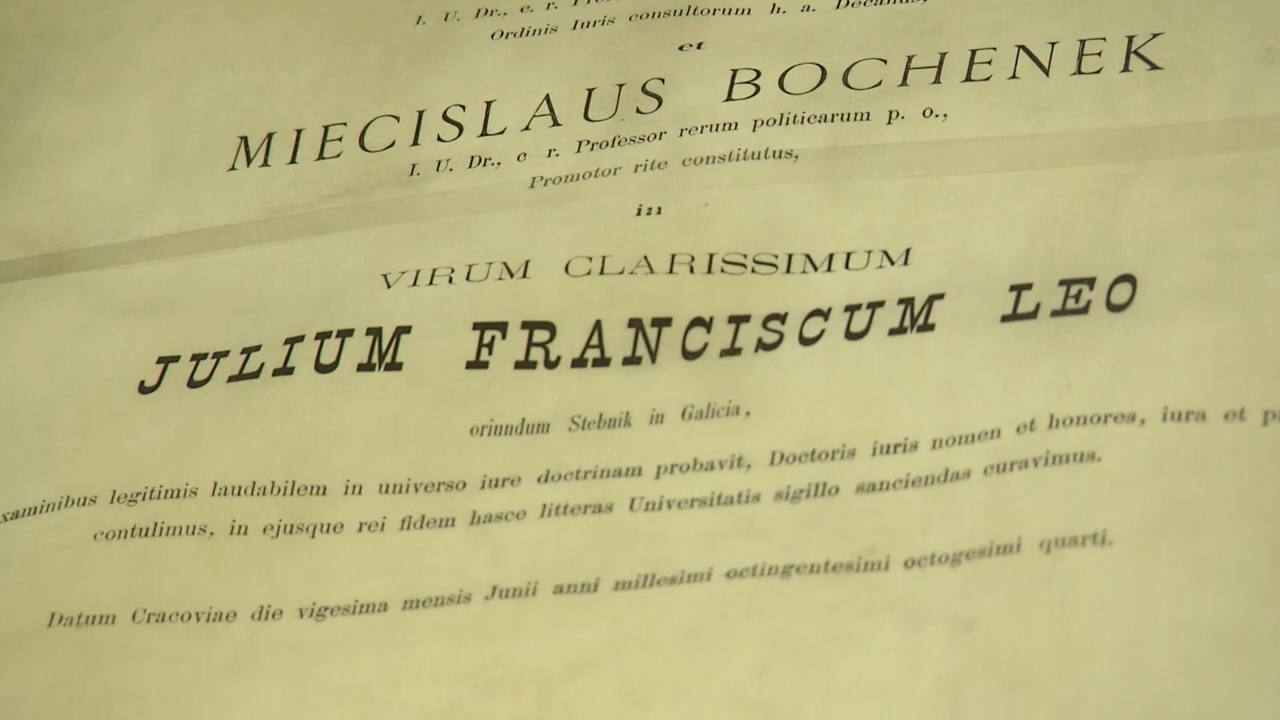 I. U. Dr., c. r.
Ordinis Iuris consultorum h. a. Decanus,
et
MIECISLAUS BOCHENEK
I. U. Dr., c r. Professor rerum politicarum p. o.,
Promotor rite constitutus,
in
VIRUM CLARISSIMUM
JULIUM FRANCISCUM LEO
oriundum Stebnik in Galicia,
xaminibus legitimis laudabilem in universo iure doctrinam probavit, Doctoris iuris nomen et honores, iura et
contulimus, in ejusque rei fidem hasce litteras Universitatis sigillo sanciendas curavimus.
Datum Cracoviae die vigesima mensis Junii anni millesimi octingentesimi octogesimi quarti.